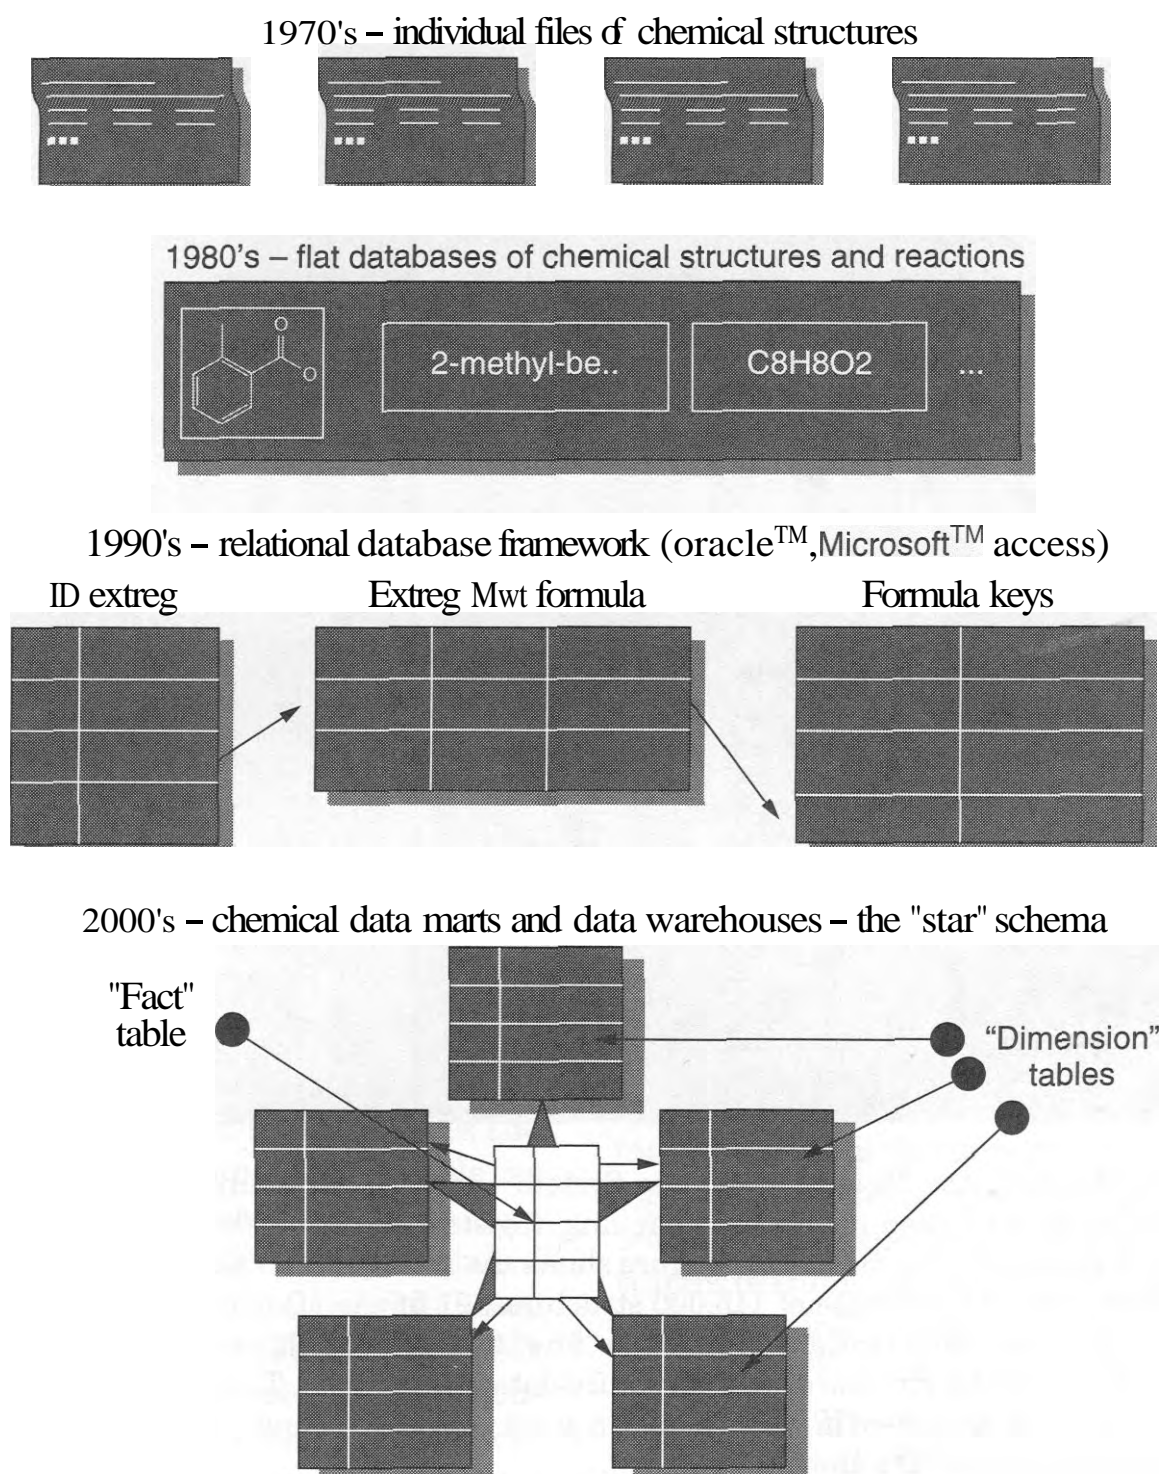 1970's – individual files of chemical structures
1980's – flat databases of chemical structures and reactions
O
O
2-methyl-be..
C8H8O2
...
1990's – relational database framework (oracle™,Microsoft™ access)
ID extreg
Extreg Mwt formula
Formula keys
2000's – chemical data marts and data warehouses – the "star" schema
"Fact"
table
“Dimension”
tables